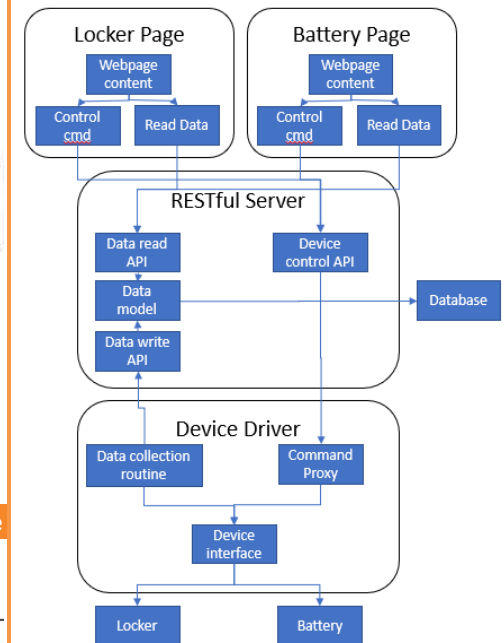 Locker Page
Battery Page
Webpage
content
Webpage
content
Control
cmd
Read Data
Control
cmd
Read Data
RESTful Server
Data read
API
Device
control API
Data
model
Database
Data write
API
Device Driver
Data collection
routine
Command
Proxy
Device
interface
Locker
Battery